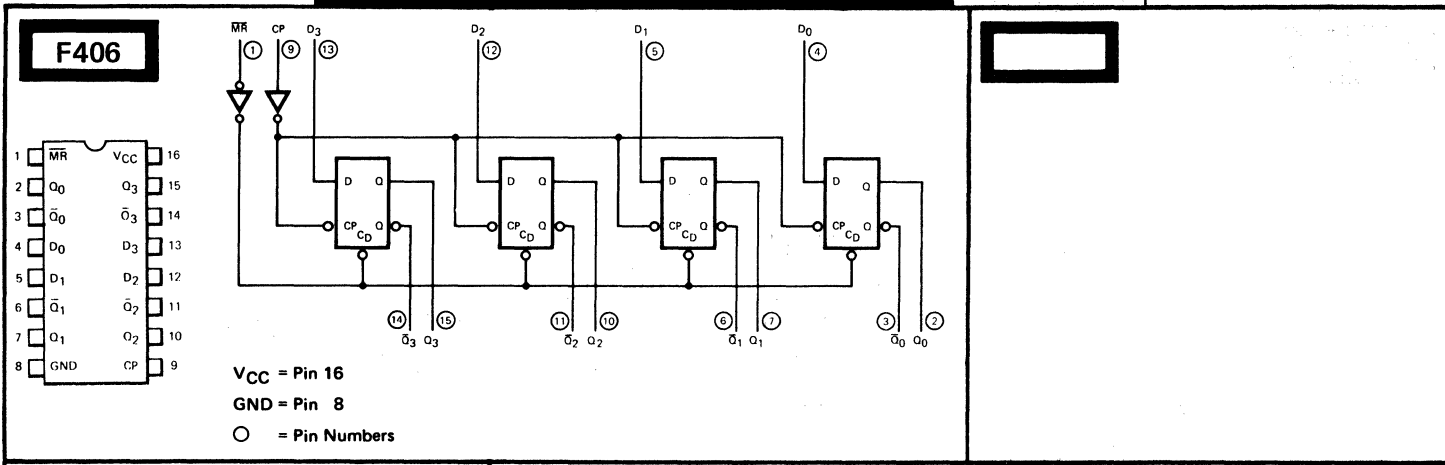 F406
M̅R̅ CP D3 D2 D1 D0
① ⑨ ⑬ ⑫ ⑤ ④
1 M̅R̅ VCC 16
2 Q0 Q3 15
3 Q̅0 Q̅3 14
4 D0 D3 13
5 D1 D2 12
6 Q̅1 Q̅2 11
7 Q1 Q2 10
8 GND CP 9
D Q D Q D Q D Q
CP Q CP Q CP Q CP Q
CD CD CD CD
⑭ ⑮ ⑪ ⑩ ⑥ ⑦ ③ ②
Q̅3 Q3 Q̅2 Q2 Q̅1 Q1 Q̅0 Q0
VCC = Pin 16
GND = Pin 8
○ = Pin Numbers